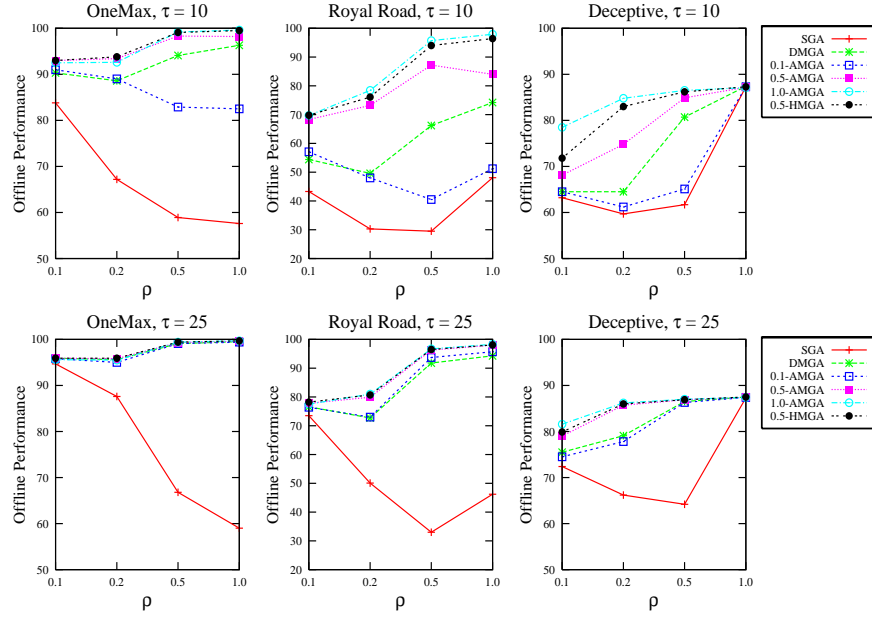 OneMax, τ = 10
Royal Road, τ = 10
Deceptive, τ = 10
100
90
80
70
60
50
0.1
0.2
0.5
1.0
Offline Performance
ρ
100
90
80
70
60
50
40
30
20
0.1
0.2
0.5
1.0
Offline Performance
ρ
100
90
80
70
60
50
0.1
0.2
0.5
1.0
Offline Performance
ρ
SGA
DMGA
0.1-AMGA
0.5-AMGA
1.0-AMGA
0.5-HMGA
OneMax, τ = 25
Royal Road, τ = 25
Deceptive, τ = 25
100
90
80
70
60
50
0.1
0.2
0.5
1.0
Offline Performance
ρ
100
90
80
70
60
50
40
30
20
0.1
0.2
0.5
1.0
Offline Performance
ρ
100
90
80
70
60
50
0.1
0.2
0.5
1.0
Offline Performance
ρ
SGA
DMGA
0.1-AMGA
0.5-AMGA
1.0-AMGA
0.5-HMGA